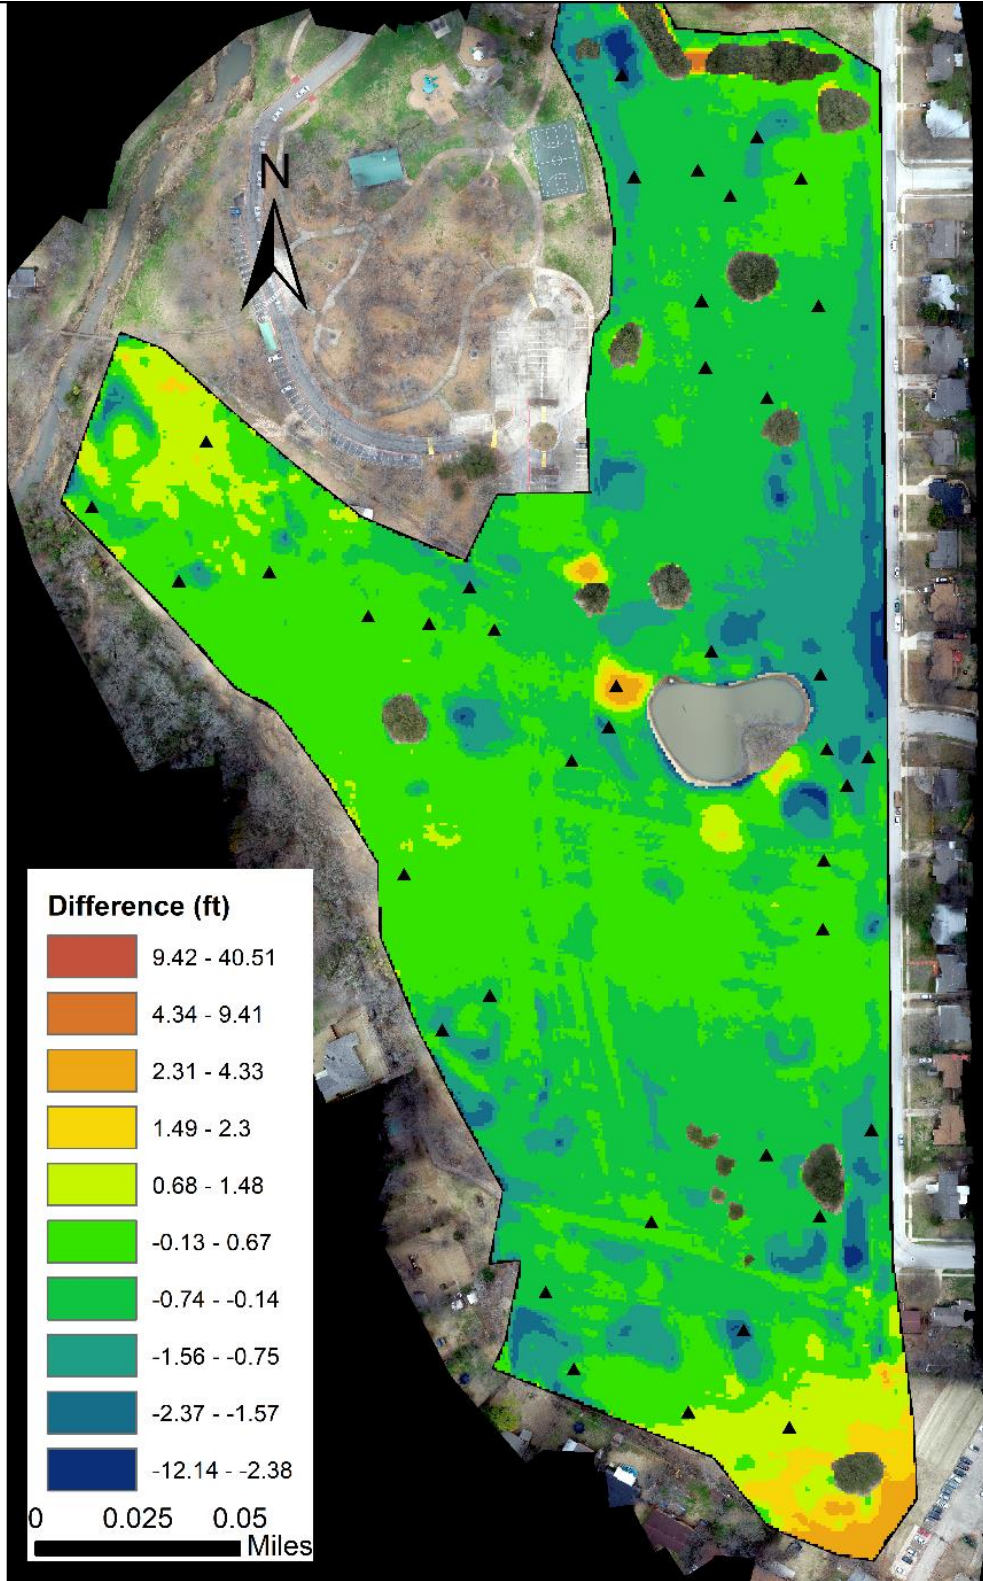 N
Difference (ft)
9.42 - 40.51
4.34 - 9.41
2.31 - 4.33
1.49 - 2.3
0.68 - 1.48
-0.13 - 0.67
-0.74 - -0.14
-1.56 - -0.75
-2.37 - -1.57
-12.14 - -2.38
0 0.025 0.05
Miles